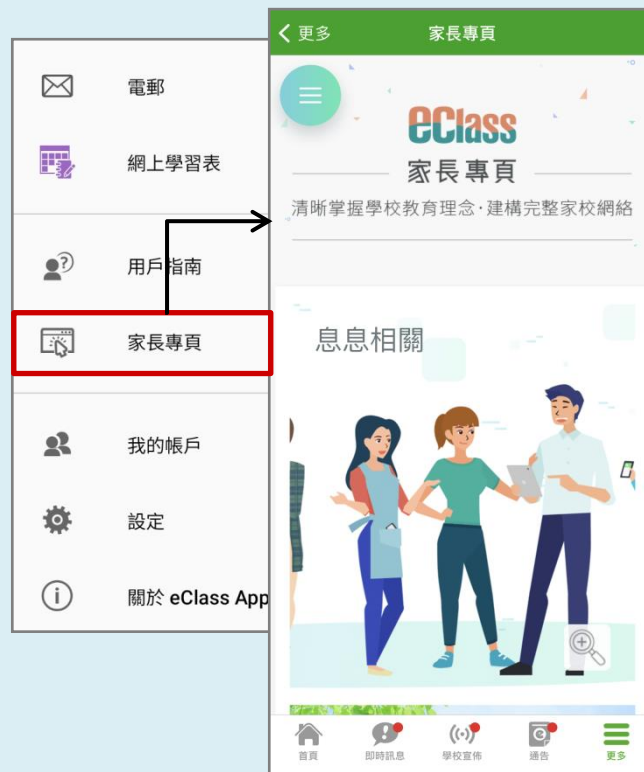 電郵
網上學習表
用戶指南
家長專頁
我的帳戶
設定
關於 eClass App
更多
家長專頁
eClass
家長專頁
清晰掌握學校教育理念·建構完整家校網絡
息息相關
首頁
即時訊息
學校宣佈
通告
更多